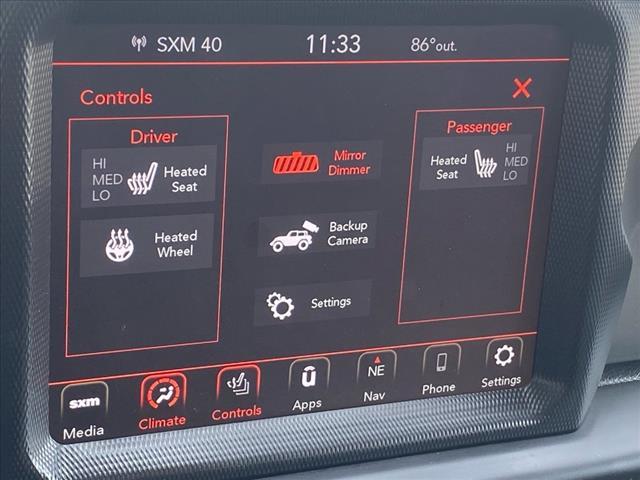 SXM 40 11:33 86°out.
Controls X
Driver
HI
MED
LO
Heated
Seat
Heated
Wheel
Mirror
Dimmer
Backup
Camera
Settings
Passenger
Heated
Seat
HI
MED
LO
sxm
Media
Climate
Controls
u
Apps
NE
Nav
Phone
Settings